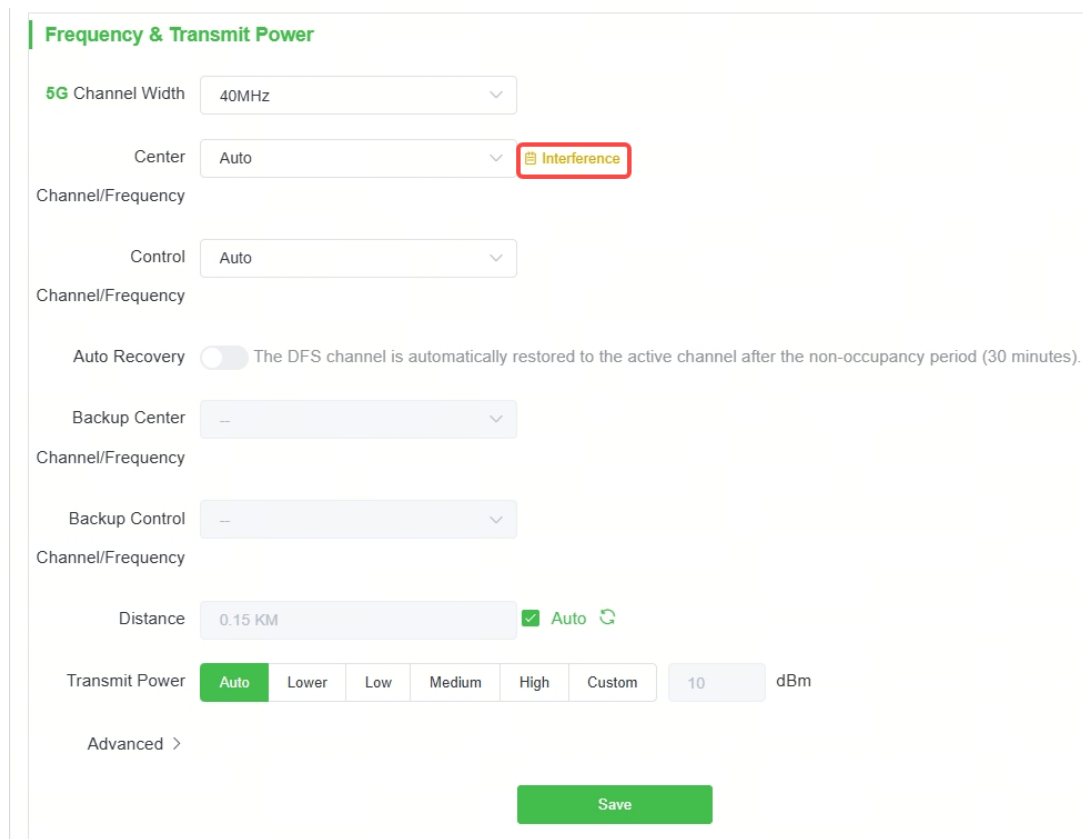 Frequency & Transmit Power
5G Channel Width 40MHz
Center Auto Interference
Channel/Frequency
Control Auto
Channel/Frequency
Auto Recovery The DFS channel is automatically restored to the active channel after the non-occupancy period (30 minutes).
Backup Center --
Channel/Frequency
Backup Control --
Channel/Frequency
Distance 0.15 KM Auto
Transmit Power Auto Lower Low Medium High Custom 10 dBm
Advanced >
Save